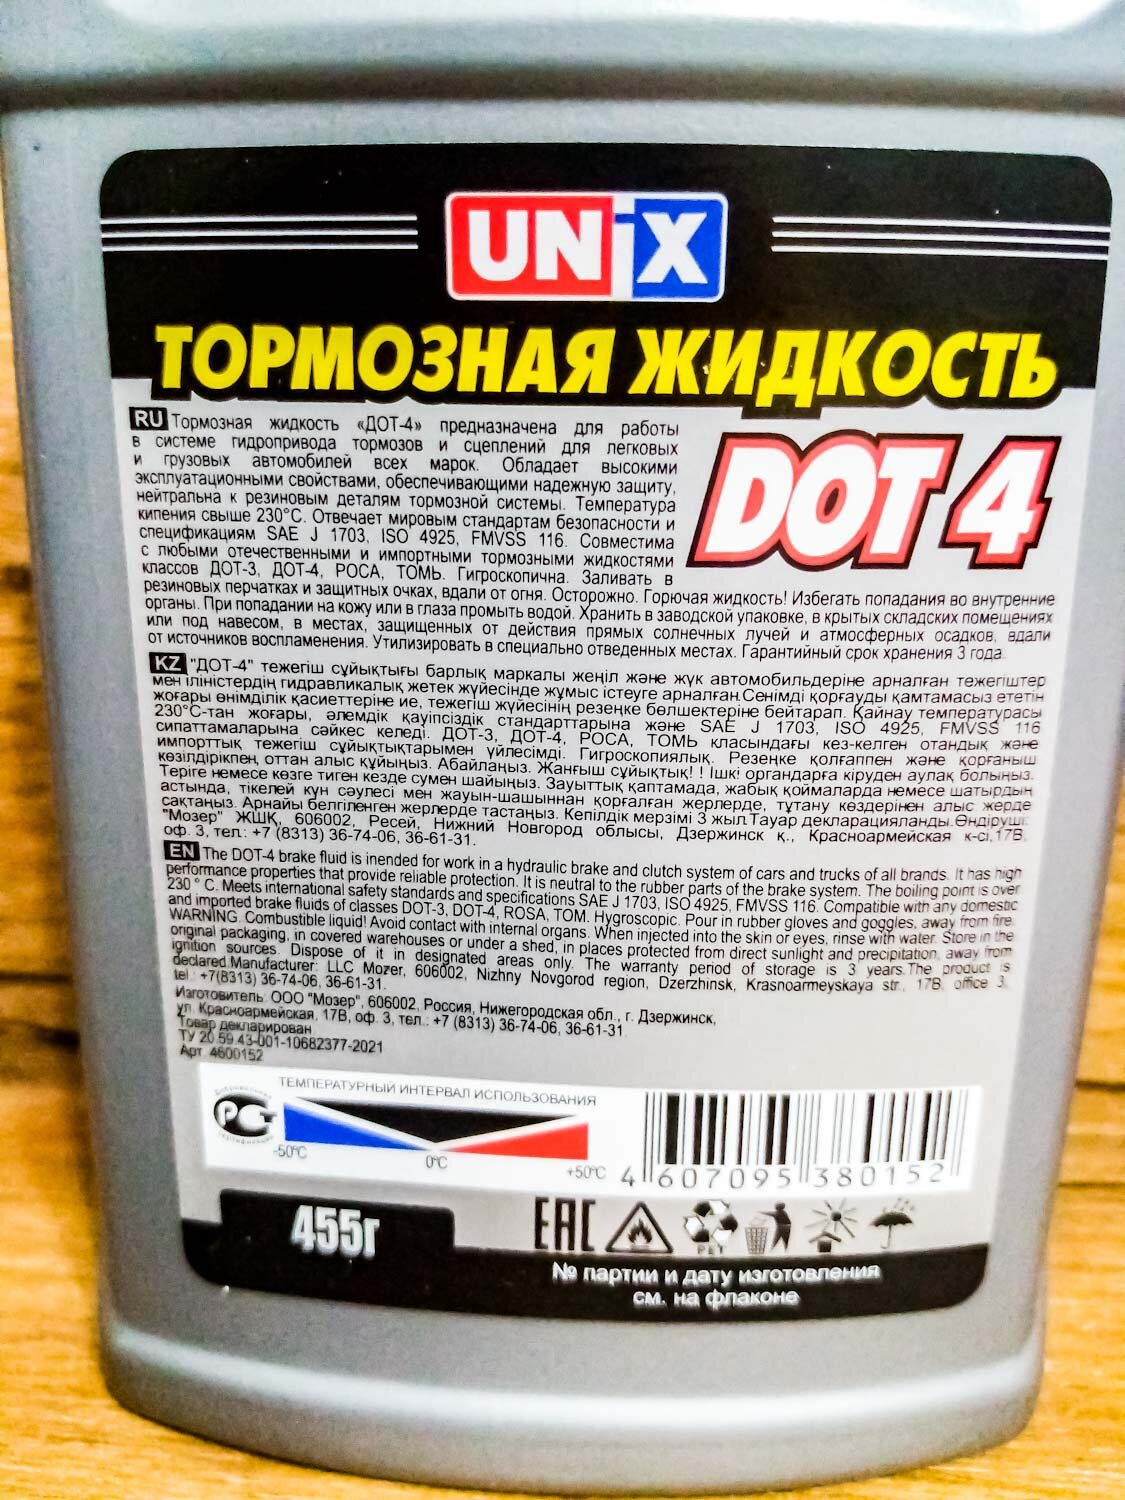 UNiX
ТОРМОЗНАЯ ЖИДКОСТЬ
DOT 4
RU Тормозная жидкость «ДОТ-4» предназначена для работы
в системе гидропривода тормозов и сцеплений для легковых
и грузовых автомобилей всех марок. Обладает высокими
эксплуатационными свойствами, обеспечивающими надежную защиту,
нейтральна к резиновым деталям тормозной системы. Температура
кипения свыше 230°C. Отвечает мировым стандартам безопасности и
спецификациям SAE J 1703, ISO 4925, FMVSS 116. Совместима
с любыми отечественными и импортными тормозными жидкостями
классов ДОТ-3, ДОТ-4, РОСА, ТОМЬ. Гигроскопична. Заливать в
резиновых перчатках и защитных очках, вдали от огня. Осторожно. Горючая жидкость! Избегать попадания во внутренние
органы. При попадании на кожу или в глаза промыть водой. Хранить в заводской упаковке, в крытых складских помещениях
или под навесом, в местах, защищенных от действия прямых солнечных лучей и атмосферных осадков, вдали
от источников воспламенения. Утилизировать в специально отведенных местах. Гарантийный срок хранения 3 года.
KZ "ДОТ-4" тежегіш сұйықтығы барлық маркалы жеңіл және жүк автомобильдеріне арналған тежегіштер
мен іліністердің гидравликалық жетек жүйесінде жұмыс істеуге арналған.Сенімді қорғауды қамтамасыз ететін
жоғары өнімділік қасиеттеріне ие, тежегіш жүйесінің резеңке бөлшектеріне бейтарап. Қайнау температурасы
230°C-тан жоғары, әлемдік қауіпсіздік стандарттарына және SAE J 1703, ISO 4925, FMVSS 116
сипаттамаларына сәйкес келеді. ДОТ-3, ДОТ-4, РОСА, ТОМЬ класындағы кез-келген отандық және
импорттық тежегіш сұйықтықтарымен үйлесімді. Гигроскопиялық. Резеңке қолғаппен және қорғаныш
көзілдірікпен, оттан алыс құйыңыз. Абайлаңыз. Жанғыш сұйықтық! ! Ішкі органдарға кіруден аулақ болыңыз.
Теріге немесе көзге тиген кезде сумен шайыңыз. Зауыттық қаптамада, жабық қоймаларда немесе шатырдың
астында, тікелей күн сәулесі мен жауын-шашыннан қорғалған жерлерде, тұтану көздерінен алыс жерде
сақтаңыз. Арнайы белгіленген жерлерде тастаңыз. Кепілдік мерзімі 3 жыл.Тауар декларацияланды.Өндіруші:
"Мозер" ЖШҚ, 606002, Ресей, Нижний Новгород облысы, Дзержинск қ., Красноармейская к-сі,17В,
оф. 3, тел.: +7 (8313) 36-74-06, 36-61-31.
EN The DOT-4 brake fluid is inended for work in a hydraulic brake and clutch system of cars and trucks of all brands. It has high
performance properties that provide reliable protection. It is neutral to the rubber parts of the brake system. The boiling point is over
230 ° C. Meets international safety standards and specifications SAE J 1703, ISO 4925, FMVSS 116. Compatible with any domestic
and imported brake fluids of classes DOT-3, DOT-4, ROSA, TOM. Hygroscopic. Pour in rubber gloves and goggles, away from fire.
WARNING. Combustible liquid! Avoid contact with internal organs. When injected into the skin or eyes, rinse with water. Store in the
original packaging, in covered warehouses or under a shed, in places protected from direct sunlight and precipitation, away from
ignition sources. Dispose of it in designated areas only. The warranty period of storage is 3 years.The product is
declared.Manufacturer: LLC Mozer, 606002, Nizhny Novgorod region, Dzerzhinsk, Krasnoarmeyskaya str., 17B, office 3,
tel.: +7(8313) 36-74-06, 36-61-31.
Изготовитель: ООО "Мозер", 606002, Россия, Нижегородская обл., г. Дзержинск,
ул. Красноармейская, 17В, оф. 3, тел.: +7 (8313) 36-74-06, 36-61-31.
Товар декларирован
ТУ 20.59.43-001-10682377-2021
Арт. 4600152
ТЕМПЕРАТУРНЫЙ ИНТЕРВАЛ ИСПОЛЬЗОВАНИЯ
добровольная
РСТ
сертификация
-50°C
0°C
+50°C
4 607095 380152
455г
EAC
PET
№ партии и дату изготовления
см. на флаконе